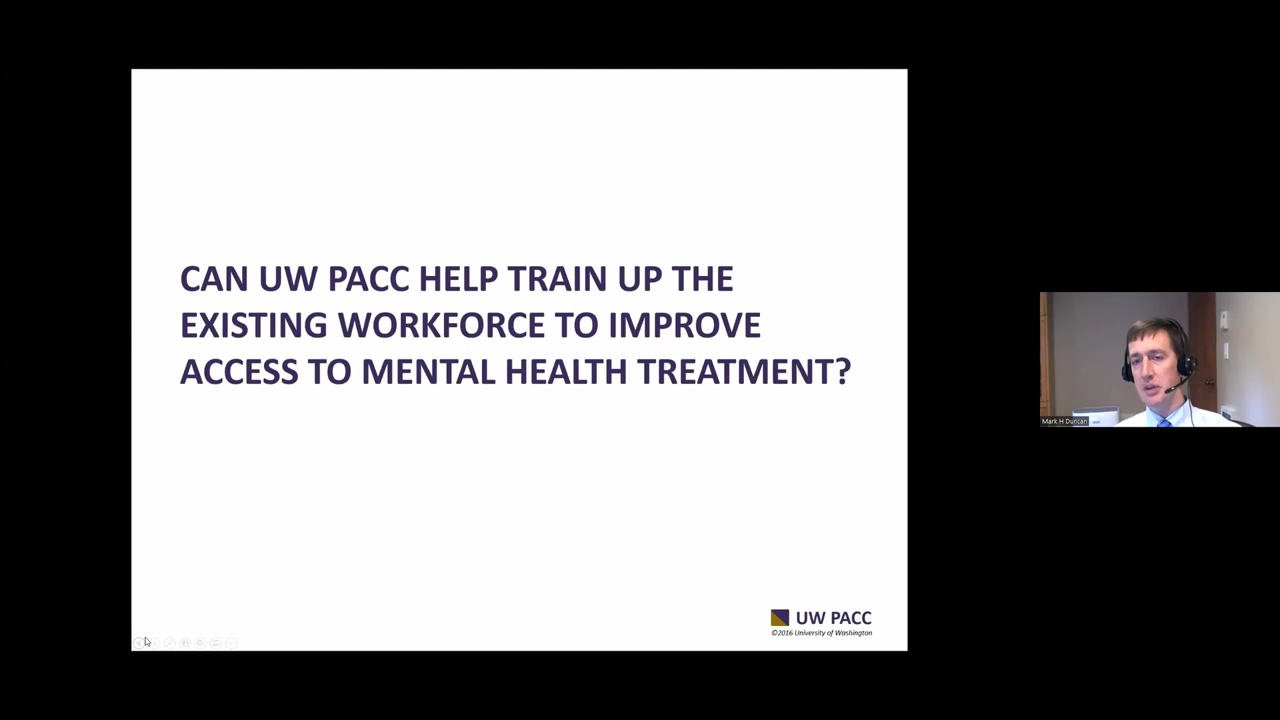 CAN UW PACC HELP TRAIN UP THE
EXISTING WORKFORCE TO IMPROVE
ACCESS TO MENTAL HEALTH TREATMENT?
UW PACC
©2016 University of Washington
Mark H Duncan